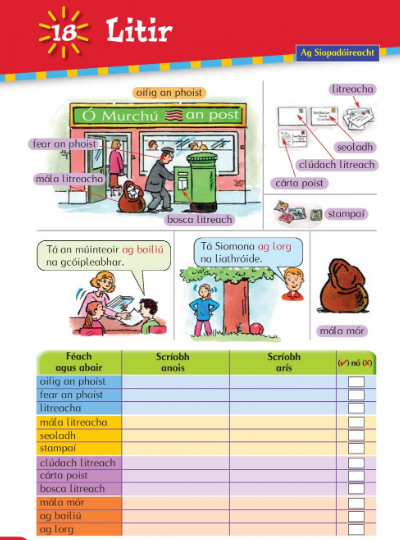 18 Litir
Ag Siopadóireacht
oifig an phoist
Ó Murchú an post
fear an phoist
mála litreacha
bosca litreach
litreacha
seoladh
clúdach litreach
cárta poist
stampaí
Tá an múinteoir ag bailiú
na gcóipleabhar.
Tá Siomona ag lorg
na liathróide.
mála mór
Féach
agus abair
Scríobh
anois
Scríobh
arís
(✓) nó (X)
oifig an phoist
fear an phoist
litreacha
mála litreacha
seoladh
stampaí
clúdach litreach
cárta poist
bosca litreach
mála mór
ag bailiú
ag lorg